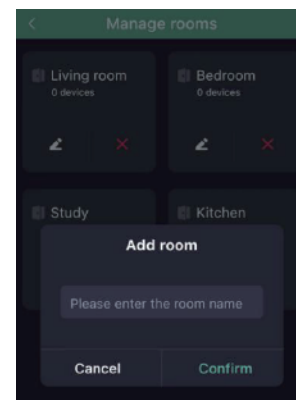 Manage rooms
Living room
0 devices
Bedroom
0 devices
Study
Kitchen
Add room
Please enter the room name
Cancel
Confirm